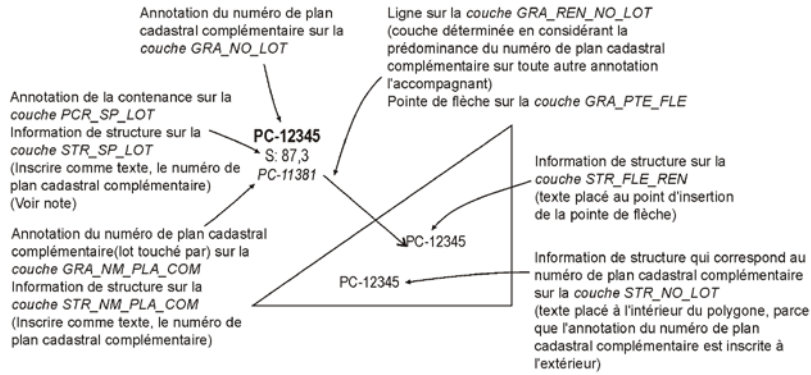 Annotation du numéro de plan
cadastral complémentaire sur la
couche GRA_NO_LOT
Ligne sur la couche GRA_REN_NO_LOT
(couche déterminée en considérant la
prédominance du numéro de plan cadastral
complémentaire sur toute autre annotation
l'accompagnant)
Pointe de flèche sur la couche GRA_PTE_FLE
Annotation de la contenance sur la
couche PCR_SP_LOT
Information de structure sur la
couche STR_SP_LOT
(Inscrire comme texte, le numéro de
plan cadastral complémentaire)
(Voir note)
PC-12345
S: 87,3
PC-11381
Annotation du numéro de plan cadastral
complémentaire(lot touché par) sur la
couche GRA_NM_PLA_COM
Information de structure sur la
couche STR_NM_PLA_COM
(Inscrire comme texte, le numéro de
plan cadastral complémentaire)
PC-12345
PC-12345
Information de structure sur la
couche STR_FLE_REN
(texte placé au point d'insertion
de la pointe de flèche)
Information de structure qui correspond au
numéro de plan cadastral complémentaire
sur la couche STR_NO_LOT
(texte placé à l'intérieur du polygone, parce
que l'annotation du numéro de plan
cadastral complémentaire est inscrite à
l'extérieur)